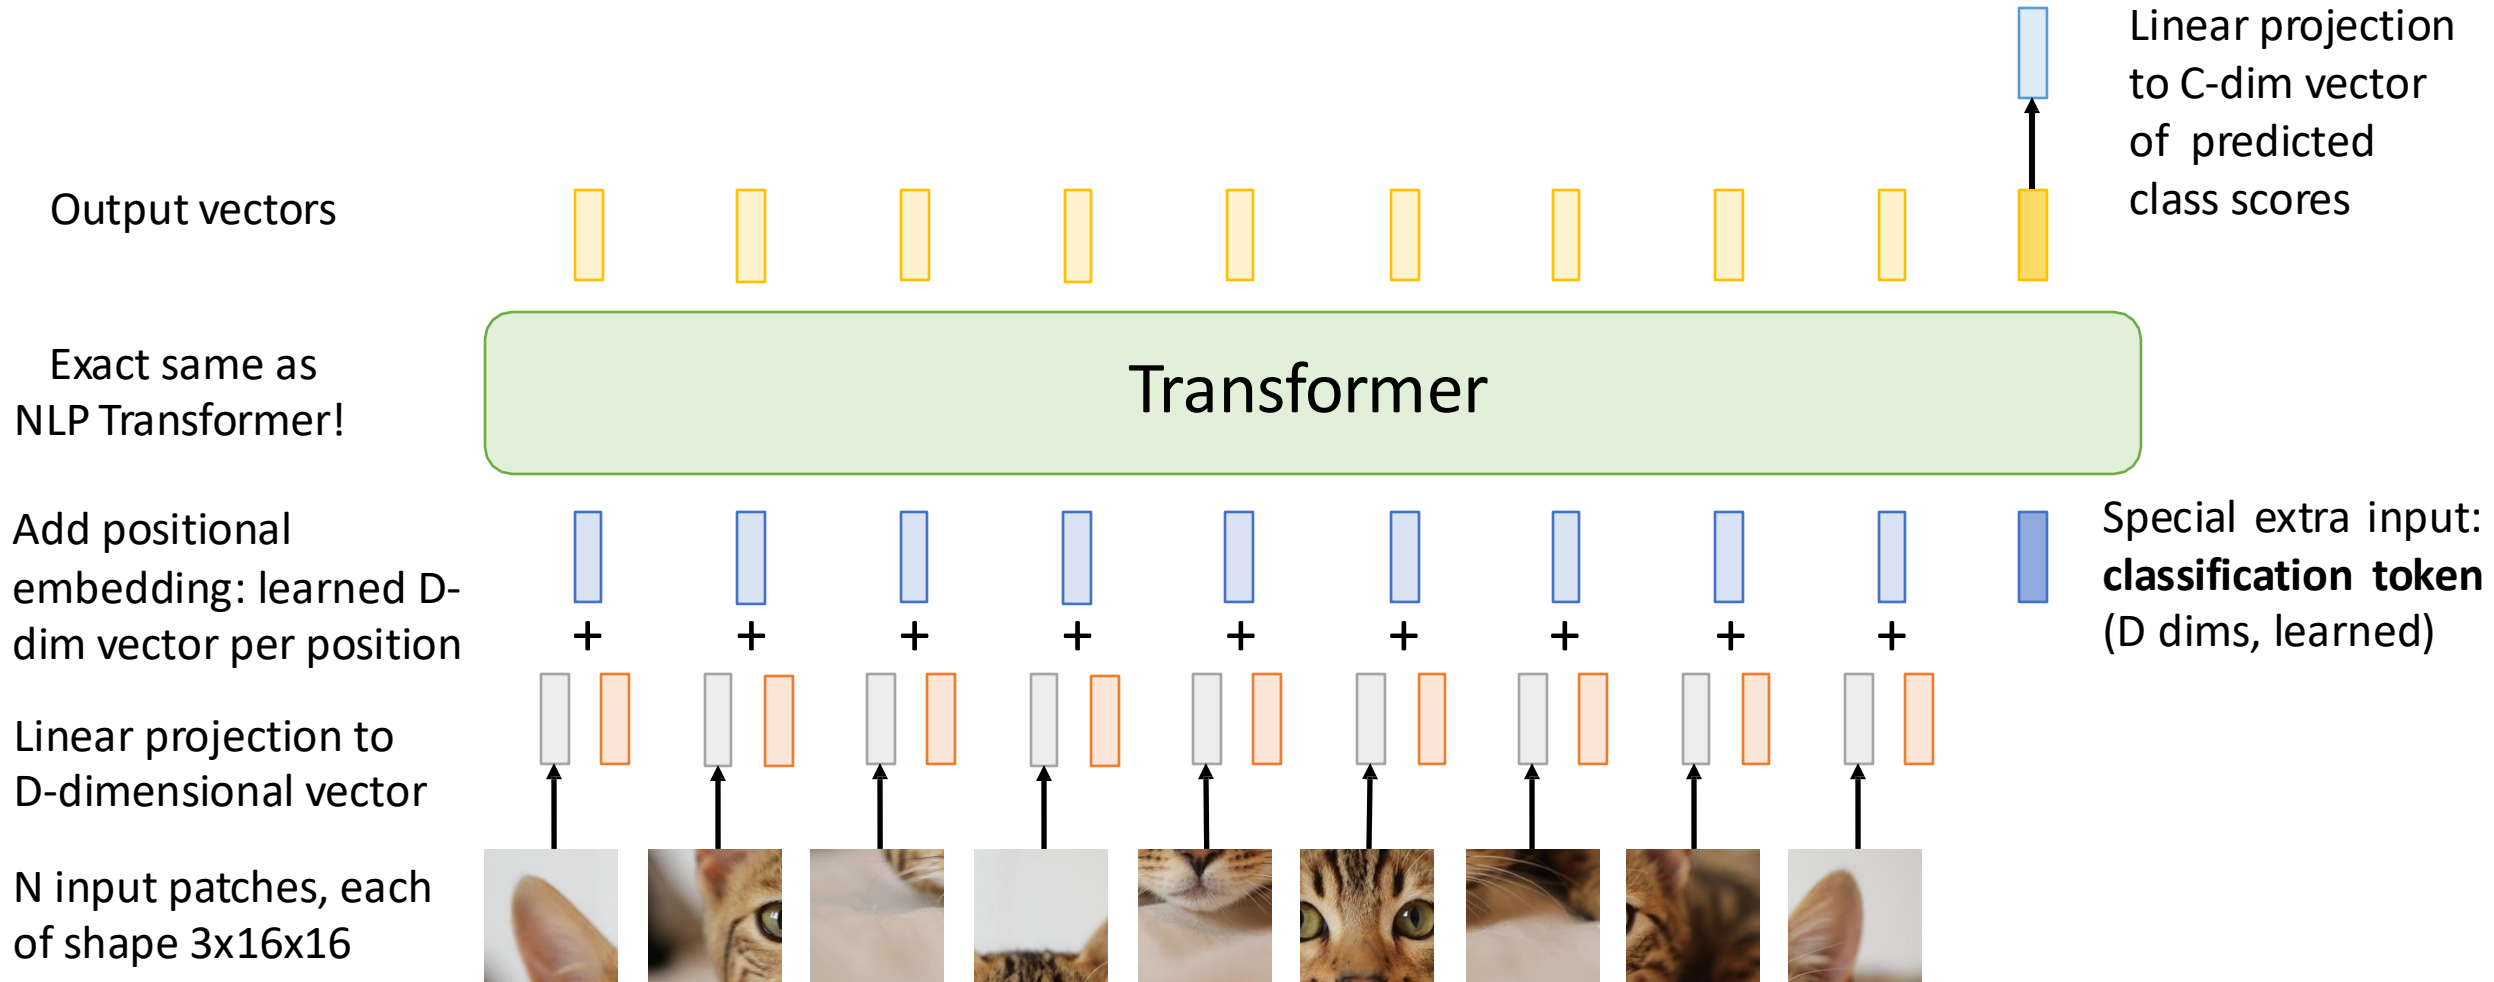 Linear projection
to C-dim vector
of predicted
class scores
Output vectors
Exact same as
NLP Transformer!
Transformer
Add positional
embedding: learned D-
dim vector per position
Special extra input:
classification token
(D dims, learned)
+ + + + + + + + +
Linear projection to
D-dimensional vector
N input patches, each
of shape 3x16x16